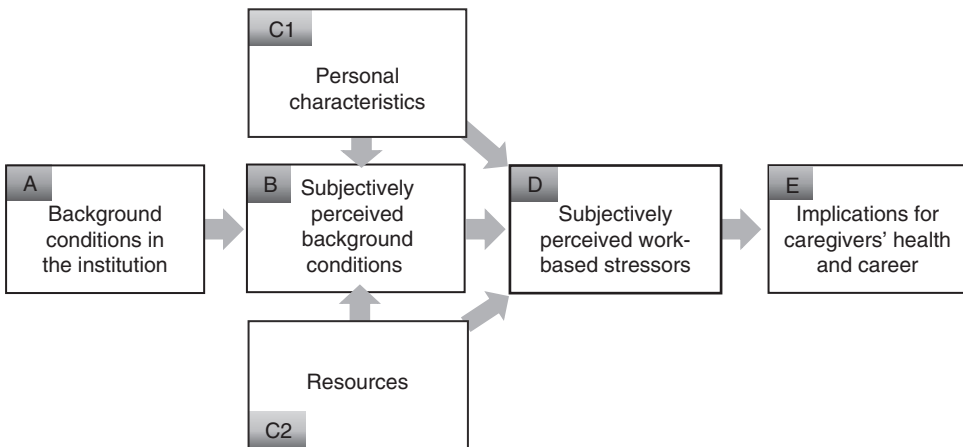 C1
Personal
characteristics
A
Background
conditions in
the institution
B
Subjectively
perceived
background
conditions
D
Subjectively
perceived work-
based stressors
E
Implications for
caregivers’ health
and career
Resources
C2